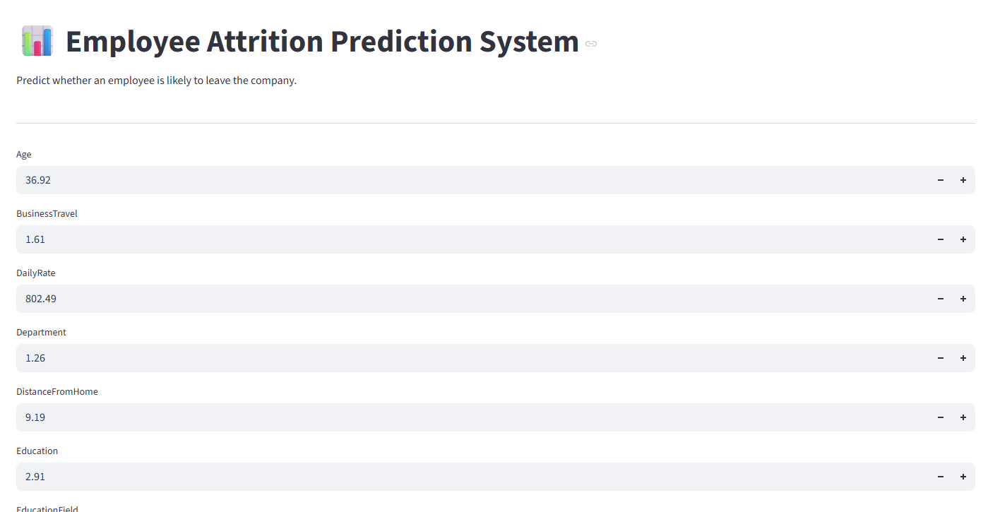 Employee Attrition Prediction System
Predict whether an employee is likely to leave the company.
Age
36.92
BusinessTravel
1.61
DailyRate
802.49
Department
1.26
DistanceFromHome
9.19
Education
2.91
EducationField